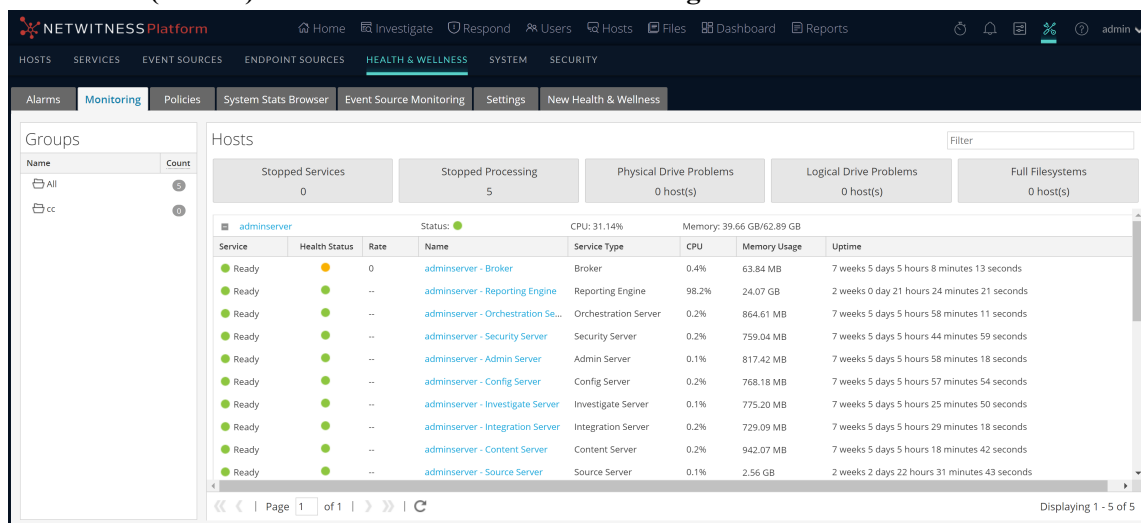 NETWITNESS Platform Home Investigate Respond Users Hosts Files Dashboard Reports admin
HOSTS SERVICES EVENT SOURCES ENDPOINT SOURCES HEALTH & WELLNESS SYSTEM SECURITY
Alarms Monitoring Policies System Stats Browser Event Source Monitoring Settings New Health & Wellness
Groups
Name Count
All 5
cc 0
Hosts
Filter
Stopped Services Stopped Processing Physical Drive Problems Logical Drive Problems Full Filesystems
0 5 0 host(s) 0 host(s) 0 host(s)
adminserver Status: CPU: 31.14% Memory: 39.66 GB/62.89 GB
Service Health Status Rate Name Service Type CPU Memory Usage Uptime
Ready 0 adminserver - Broker Broker 0.4% 63.84 MB 7 weeks 5 days 5 hours 8 minutes 13 seconds
Ready -- adminserver - Reporting Engine Reporting Engine 98.2% 24.07 GB 2 weeks 0 day 21 hours 24 minutes 21 seconds
Ready -- adminserver - Orchestration Se... Orchestration Server 0.2% 864.61 MB 7 weeks 5 days 5 hours 58 minutes 11 seconds
Ready -- adminserver - Security Server Security Server 0.2% 759.04 MB 7 weeks 5 days 5 hours 44 minutes 59 seconds
Ready -- adminserver - Admin Server Admin Server 0.1% 817.42 MB 7 weeks 5 days 5 hours 58 minutes 18 seconds
Ready -- adminserver - Config Server Config Server 0.2% 768.18 MB 7 weeks 5 days 5 hours 57 minutes 54 seconds
Ready -- adminserver - Investigate Server Investigate Server 0.1% 775.20 MB 7 weeks 5 days 5 hours 25 minutes 50 seconds
Ready -- adminserver - Integration Server Integration Server 0.2% 729.09 MB 7 weeks 5 days 5 hours 29 minutes 18 seconds
Ready -- adminserver - Content Server Content Server 0.2% 942.07 MB 7 weeks 5 days 5 hours 18 minutes 42 seconds
Ready -- adminserver - Source Server Source Server 0.1% 2.56 GB 2 weeks 2 days 22 hours 31 minutes 43 seconds
Page 1 of 1 Displaying 1 - 5 of 5